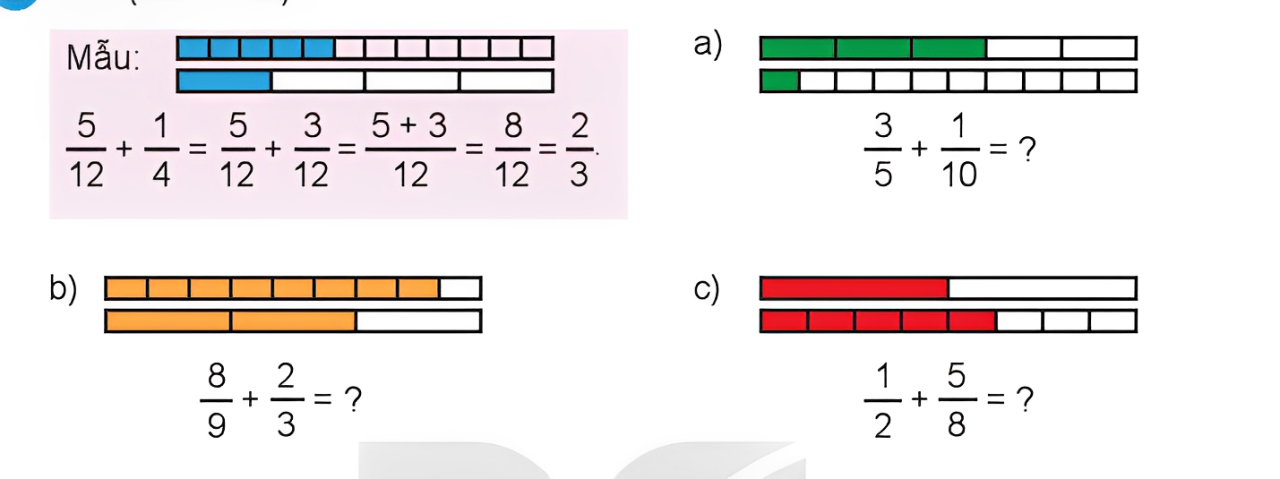 Mẫu:
5/12 + 1/4 = 5/12 + 3/12 = (5 + 3)/12 = 8/12 = 2/3.
a)
3/5 + 1/10 = ?
b)
8/9 + 2/3 = ?
c)
1/2 + 5/8 = ?